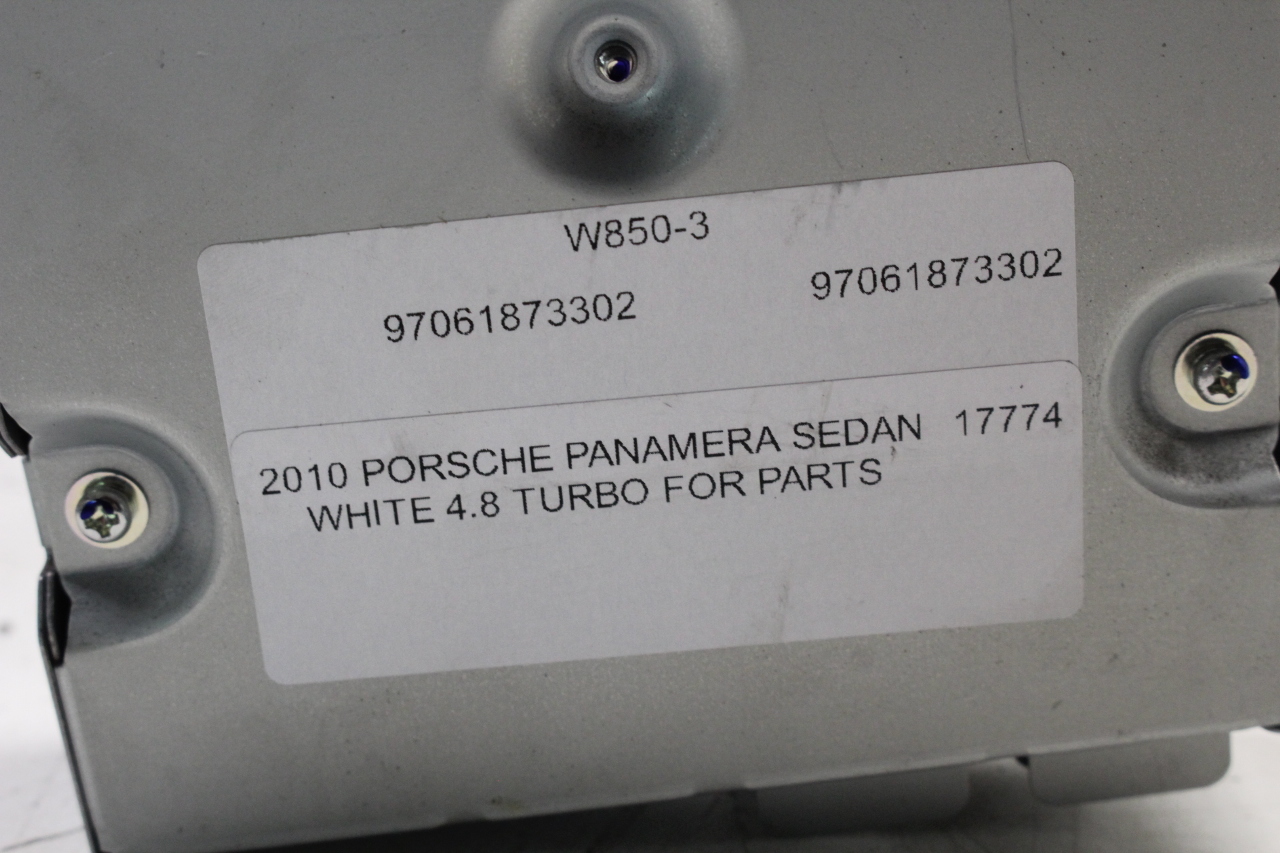 W850-3
97061873302 97061873302
2010 PORSCHE PANAMERA SEDAN 17774
WHITE 4.8 TURBO FOR PARTS